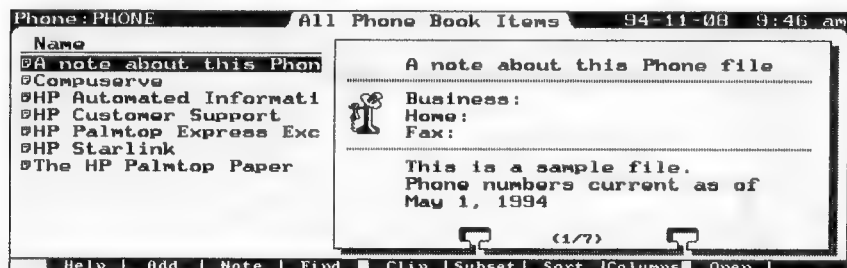 Phone:PHONE All Phone Book Items 94-11-08 9:46 am
Name
A note about this Phon
Compuserve
HP Automated Informati
HP Customer Support
HP Palmtop Express Exc
HP Starlink
The HP Palmtop Paper
A note about this Phone file
Business:
Home:
Fax:
This is a sample file.
Phone numbers current as of
May 1, 1994
(1/7)
Help Add Note Find Clip Subset Sort Columns Open